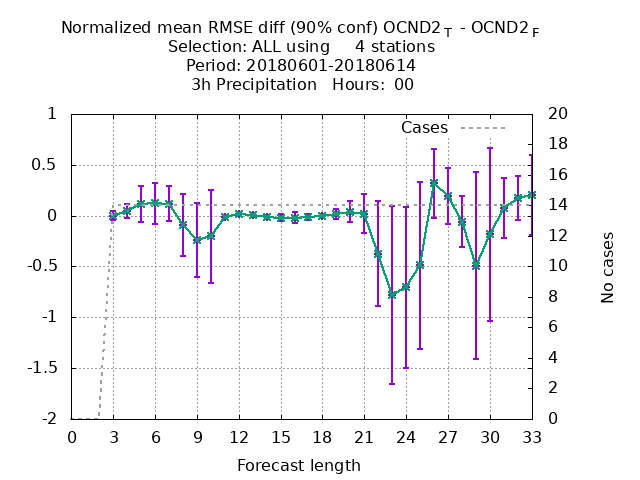 Normalized mean RMSE diff (90% conf) OCND2 T - OCND2 F
Selection: ALL using 4 stations
Period: 20180601-20180614
3h Precipitation Hours: 00
Cases
1
0.5
0
-0.5
-1
-1.5
-2
20
18
16
14
12
10
8
6
4
2
0
No cases
0 3 6 9 12 15 18 21 24 27 30 33
Forecast length